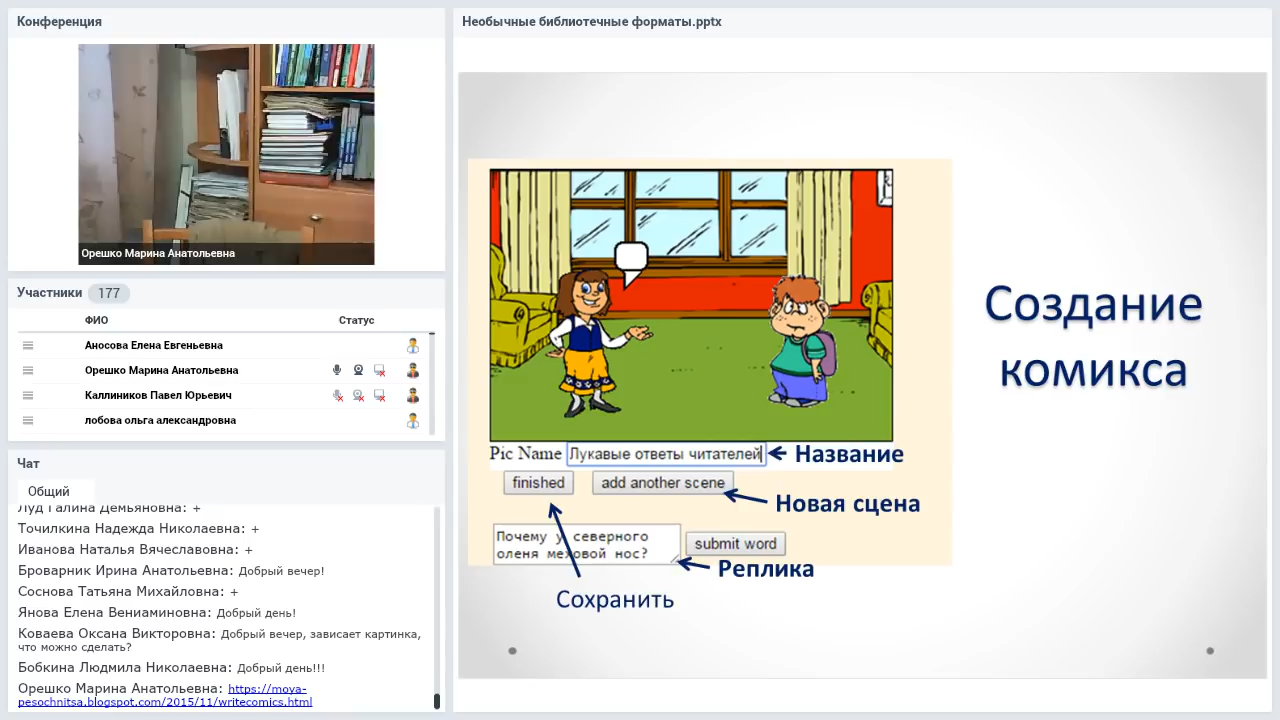 Конференция
Орешко Марина Анатольевна
Участники 177
ФИО Статус
Аносова Елена Евгеньевна
Орешко Марина Анатольевна
Каллиников Павел Юрьевич
лобова ольга александровна
Чат
Общий
Луд Галина Демьяновна: +
Точилкина Надежда Николаевна: +
Иванова Наталья Вячеславовна: +
Броварник Ирина Анатольевна: Добрый вечер!
Соснова Татьяна Михайловна: +
Янова Елена Вениаминовна: Добрый день!
Коваева Оксана Викторовна: Добрый вечер, зависает картинка,
что можно сделать?
Бобкина Людмила Николаевна: Добрый день!!!
Орешко Марина Анатольевна: https://moya-
pesochnitsa.blogspot.com/2015/11/writecomics.html
Необычные библиотечные форматы.pptx
Pic Name Лукавые ответы читателей Название
finished add another scene
Новая сцена
Почему у северного
оленя меховой нос?
submit word
Реплика
Сохранить
Создание
комикса